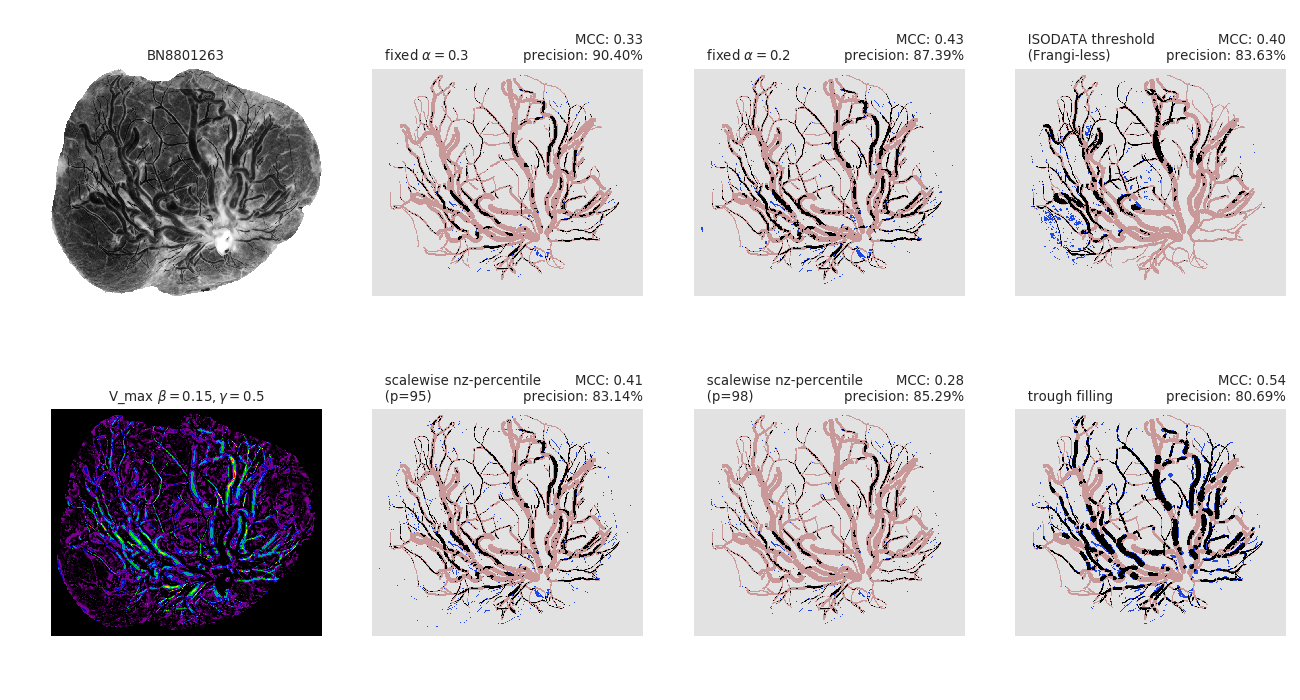 BN8801263
fixed α = 0.3
MCC: 0.33
precision: 90.40%
fixed α = 0.2
MCC: 0.43
precision: 87.39%
ISODATA threshold
(Frangi-less)
MCC: 0.40
precision: 83.63%
V_max β = 0.15, γ = 0.5
scalewise nz-percentile
(p=95)
MCC: 0.41
precision: 83.14%
scalewise nz-percentile
(p=98)
MCC: 0.28
precision: 85.29%
trough filling
MCC: 0.54
precision: 80.69%